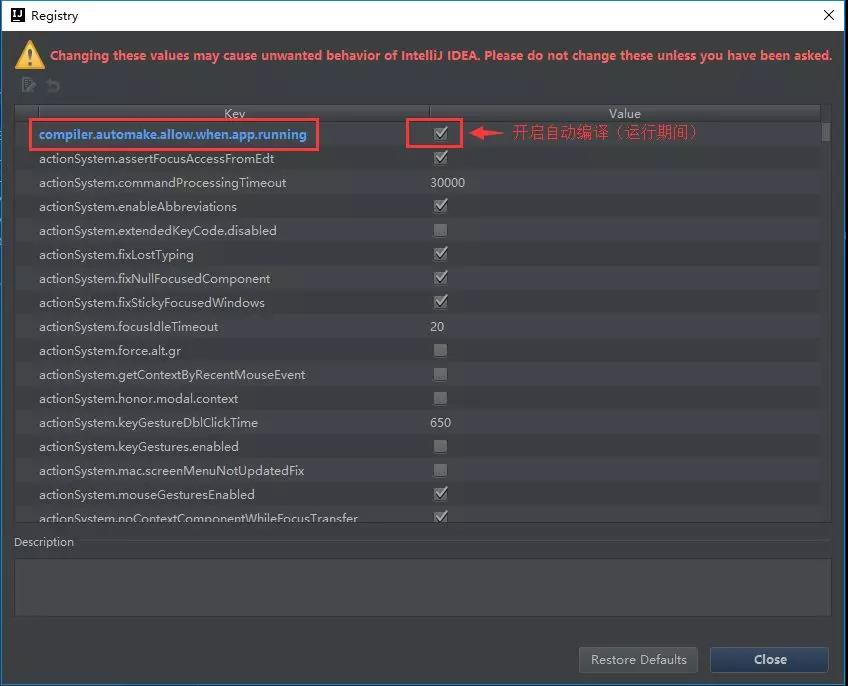 IJ Registry
Changing these values may cause unwanted behavior of IntelliJ IDEA. Please do not change these unless you have been asked.
Key Value
compiler.automake.allow.when.app.running 开启自动编译（运行期间）
actionSystem.assertFocusAccessFromEdt
actionSystem.commandProcessingTimeout 30000
actionSystem.enableAbbreviations
actionSystem.extendedKeyCode.disabled
actionSystem.fixLostTyping
actionSystem.fixNullFocusedComponent
actionSystem.fixStickyFocusedWindows
actionSystem.focusIdleTimeout 20
actionSystem.force.alt.gr
actionSystem.getContextByRecentMouseEvent
actionSystem.honor.modal.context
actionSystem.keyGestureDblClickTime 650
actionSystem.keyGestures.enabled
actionSystem.mac.screenMenuNotUpdatedFix
actionSystem.mouseGesturesEnabled
actionSystem.noContextComponentWhileFocusTransfer
Description
Restore Defaults Close